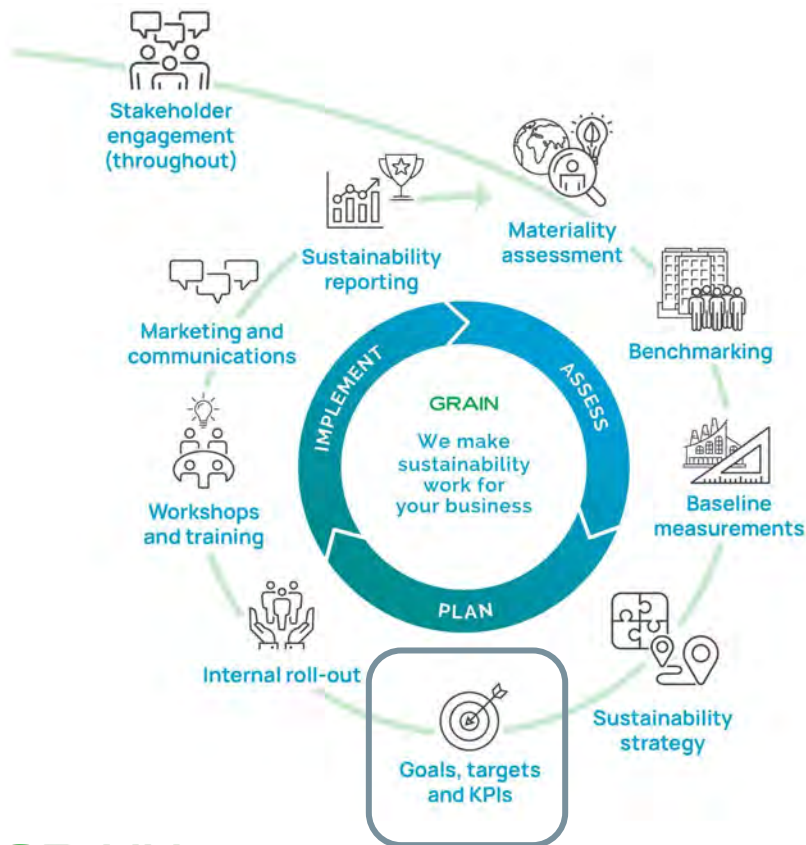 Stakeholder
engagement
(throughout)
Sustainability
reporting
Materiality
assessment
Marketing and
communications
Benchmarking
IMPLEMENT
ASSESS
GRAIN
We make
sustainability
work for
your business
Workshops
and training
Baseline
measurements
PLAN
Internal roll-out
Goals, targets
and KPIs
Sustainability
strategy